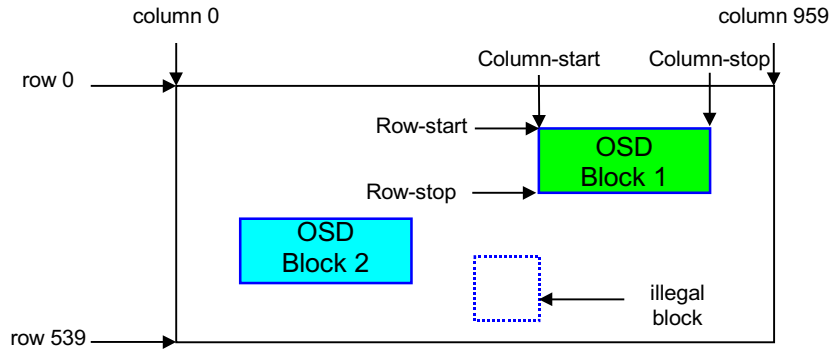 column 0
column 959
Column-start
Column-stop
row 0
Row-start
OSD
Block 1
Row-stop
OSD
Block 2
illegal
block
row 539